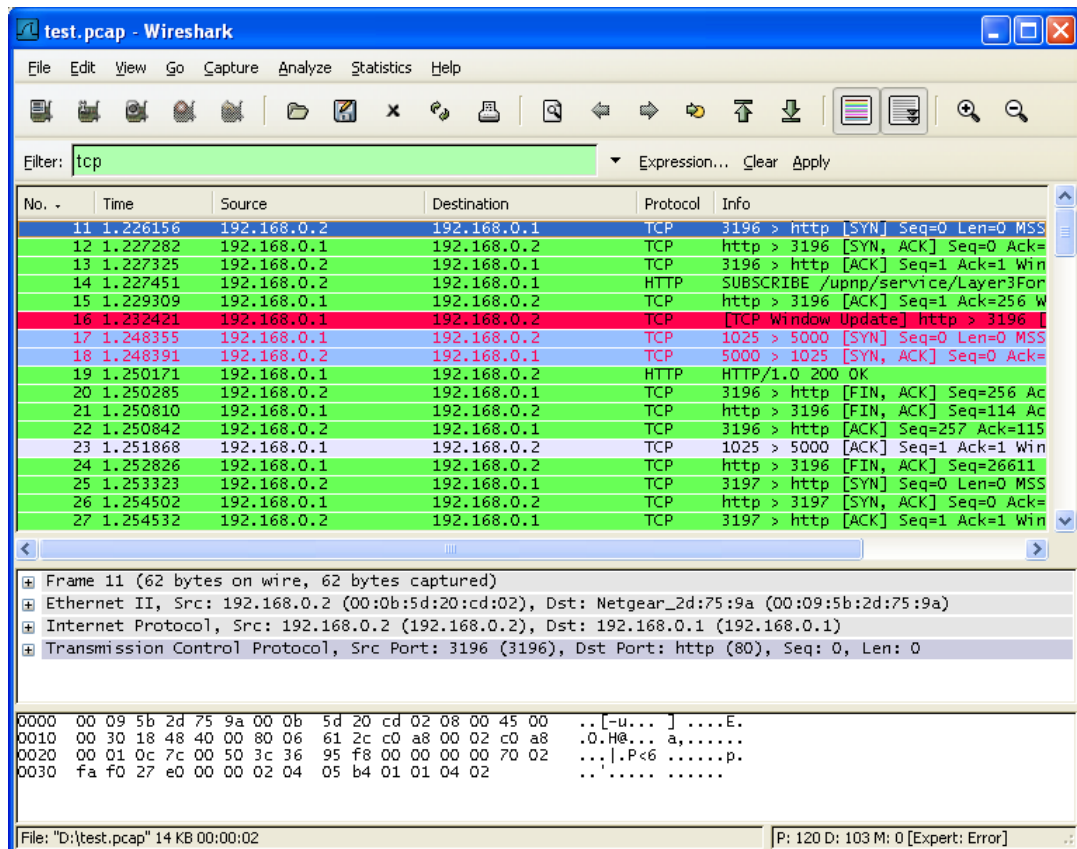 test.pcap - Wireshark
File Edit View Go Capture Analyze Statistics Help
Filter: tcp Expression... Clear Apply
No. Time Source Destination Protocol Info
11 1.226156 192.168.0.2 192.168.0.1 TCP 3196 > http [SYN] Seq=0 Len=0 MSS
12 1.227282 192.168.0.1 192.168.0.2 TCP http > 3196 [SYN, ACK] Seq=0 Ack=
13 1.227325 192.168.0.2 192.168.0.1 TCP 3196 > http [ACK] Seq=1 Ack=1 Win
14 1.227451 192.168.0.2 192.168.0.1 HTTP SUBSCRIBE /upnp/service/Layer3For
15 1.229309 192.168.0.1 192.168.0.2 TCP http > 3196 [ACK] Seq=1 Ack=256 W
16 1.232421 192.168.0.1 192.168.0.2 TCP [TCP Window Update] http > 3196 [
17 1.248355 192.168.0.1 192.168.0.2 TCP 1025 > 5000 [SYN] Seq=0 Len=0 MSS
18 1.248391 192.168.0.2 192.168.0.1 TCP 5000 > 1025 [SYN, ACK] Seq=0 Ack=
19 1.250171 192.168.0.1 192.168.0.2 HTTP HTTP/1.0 200 OK
20 1.250285 192.168.0.2 192.168.0.1 TCP 3196 > http [FIN, ACK] Seq=256 Ac
21 1.250810 192.168.0.1 192.168.0.2 TCP http > 3196 [FIN, ACK] Seq=114 Ac
22 1.250842 192.168.0.2 192.168.0.1 TCP 3196 > http [ACK] Seq=257 Ack=115
23 1.251868 192.168.0.1 192.168.0.2 TCP 1025 > 5000 [ACK] Seq=1 Ack=1 Win
24 1.252826 192.168.0.1 192.168.0.2 TCP http > 3196 [FIN, ACK] Seq=26611
25 1.253323 192.168.0.2 192.168.0.1 TCP 3197 > http [SYN] Seq=0 Len=0 MSS
26 1.254502 192.168.0.1 192.168.0.2 TCP http > 3197 [SYN, ACK] Seq=0 Ack=
27 1.254532 192.168.0.2 192.168.0.1 TCP 3197 > http [ACK] Seq=1 Ack=1 Win
Frame 11 (62 bytes on wire, 62 bytes captured)
Ethernet II, Src: 192.168.0.2 (00:0b:5d:20:cd:02), Dst: Netgear_2d:75:9a (00:09:5b:2d:75:9a)
Internet Protocol, Src: 192.168.0.2 (192.168.0.2), Dst: 192.168.0.1 (192.168.0.1)
Transmission Control Protocol, Src Port: 3196 (3196), Dst Port: http (80), Seq: 0, Len: 0
0000 00 09 5b 2d 75 9a 00 0b 5d 20 cd 02 08 00 45 00 ..[-u... ] ....E.
0010 00 30 18 48 40 00 80 06 61 2c c0 a8 00 02 c0 a8 .0.H@... a,......
0020 00 01 0c 7c 00 50 3c 36 95 f8 00 00 00 00 70 02 ...|.P<6 ......p.
0030 fa f0 27 e0 00 00 02 04 05 b4 01 01 04 02 ..'..... ......
File: "D:\test.pcap" 14 KB 00:00:02 P: 120 D: 103 M: 0 [Expert: Error]